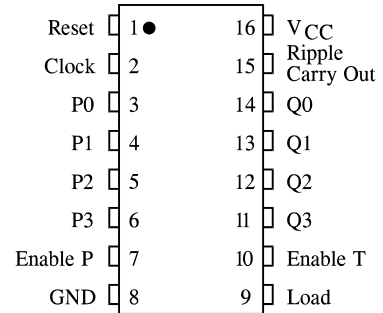 Reset 1 16 VCC
Clock 2 15 Ripple
Carry Out
P0 3 14 Q0
P1 4 13 Q1
P2 5 12 Q2
P3 6 11 Q3
Enable P 7 10 Enable T
GND 8 9 Load